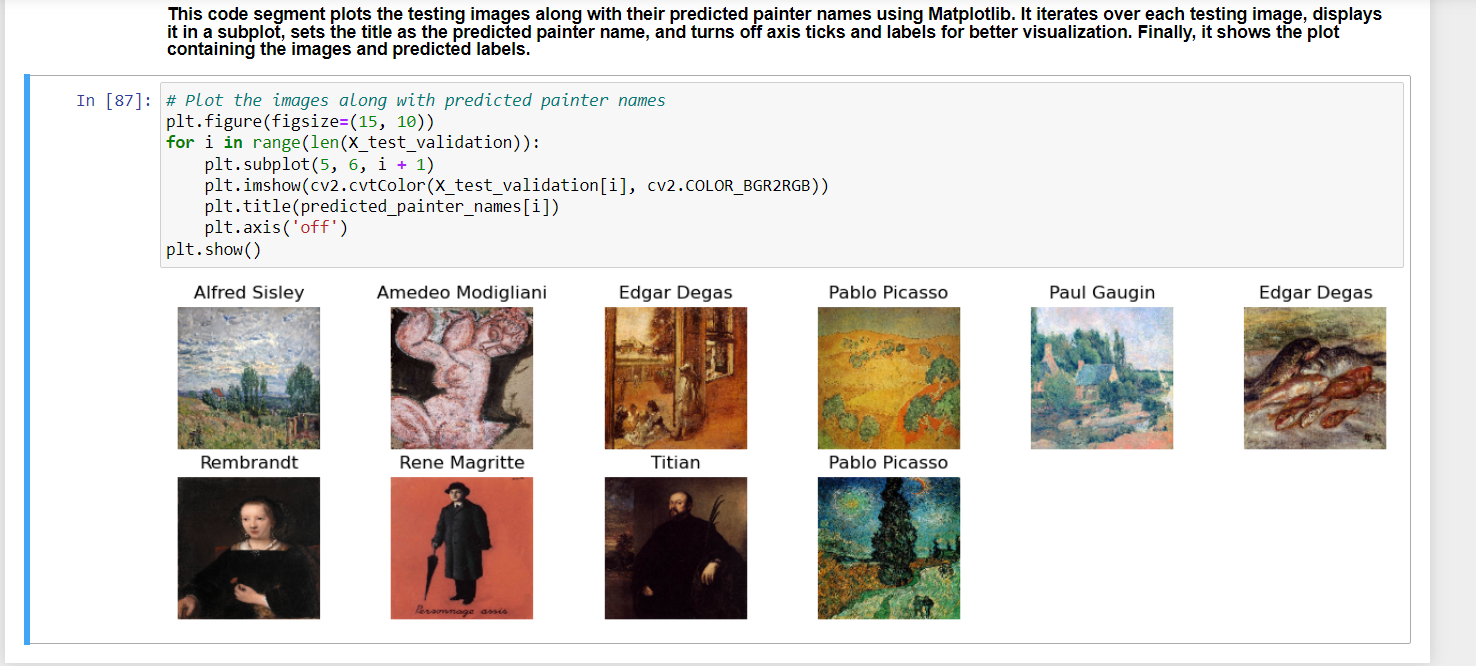 This code segment plots the testing images along with their predicted painter names using Matplotlib. It iterates over each testing image, displays
it in a subplot, sets the title as the predicted painter name, and turns off axis ticks and labels for better visualization. Finally, it shows the plot
containing the images and predicted labels.
In [87]: # Plot the images along with predicted painter names
plt.figure(figsize=(15, 10))
for i in range(len(X_test_validation)):
    plt.subplot(5, 6, i + 1)
    plt.imshow(cv2.cvtColor(X_test_validation[i], cv2.COLOR_BGR2RGB))
    plt.title(predicted_painter_names[i])
    plt.axis('off')
plt.show()
Alfred Sisley Amedeo Modigliani Edgar Degas Pablo Picasso Paul Gaugin Edgar Degas
Rembrandt Rene Magritte Titian Pablo Picasso
Personnage assis